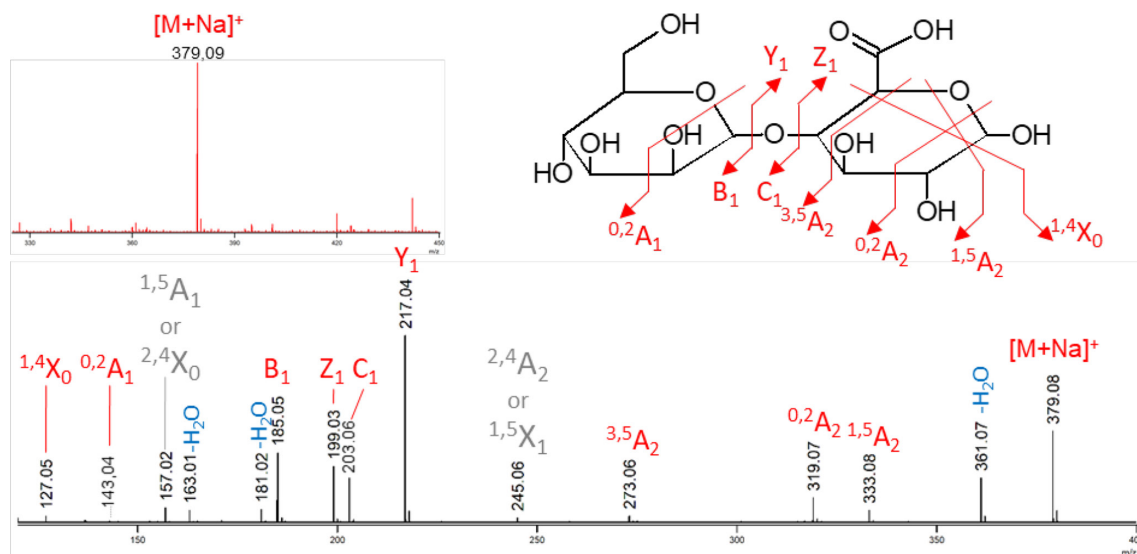 [M+Na]+
379,09
330
360
390
420
450
m/z
OH
O
OH
O
O
OH
HO
HO
OH
O
OH
OH
OH
Y1
Z1
B1
C1
0,2A1
3,5A2
0,2A2
1,5A2
1,4X0
1,4X0
0,2A1
1,5A1
or
2,4X0
-H2O
-H2O
B1
Z1 C1
Y1
2,4A2
or
1,5X1
3,5A2
0,2A2
1,5A2
-H2O
[M+Na]+
127.05
143,04
157.02
163.01
181.02
185.05
199.03
203.06
217.04
245.06
273.06
319.07
333.08
361.07
379.08
150
200
250
300
350
m/z